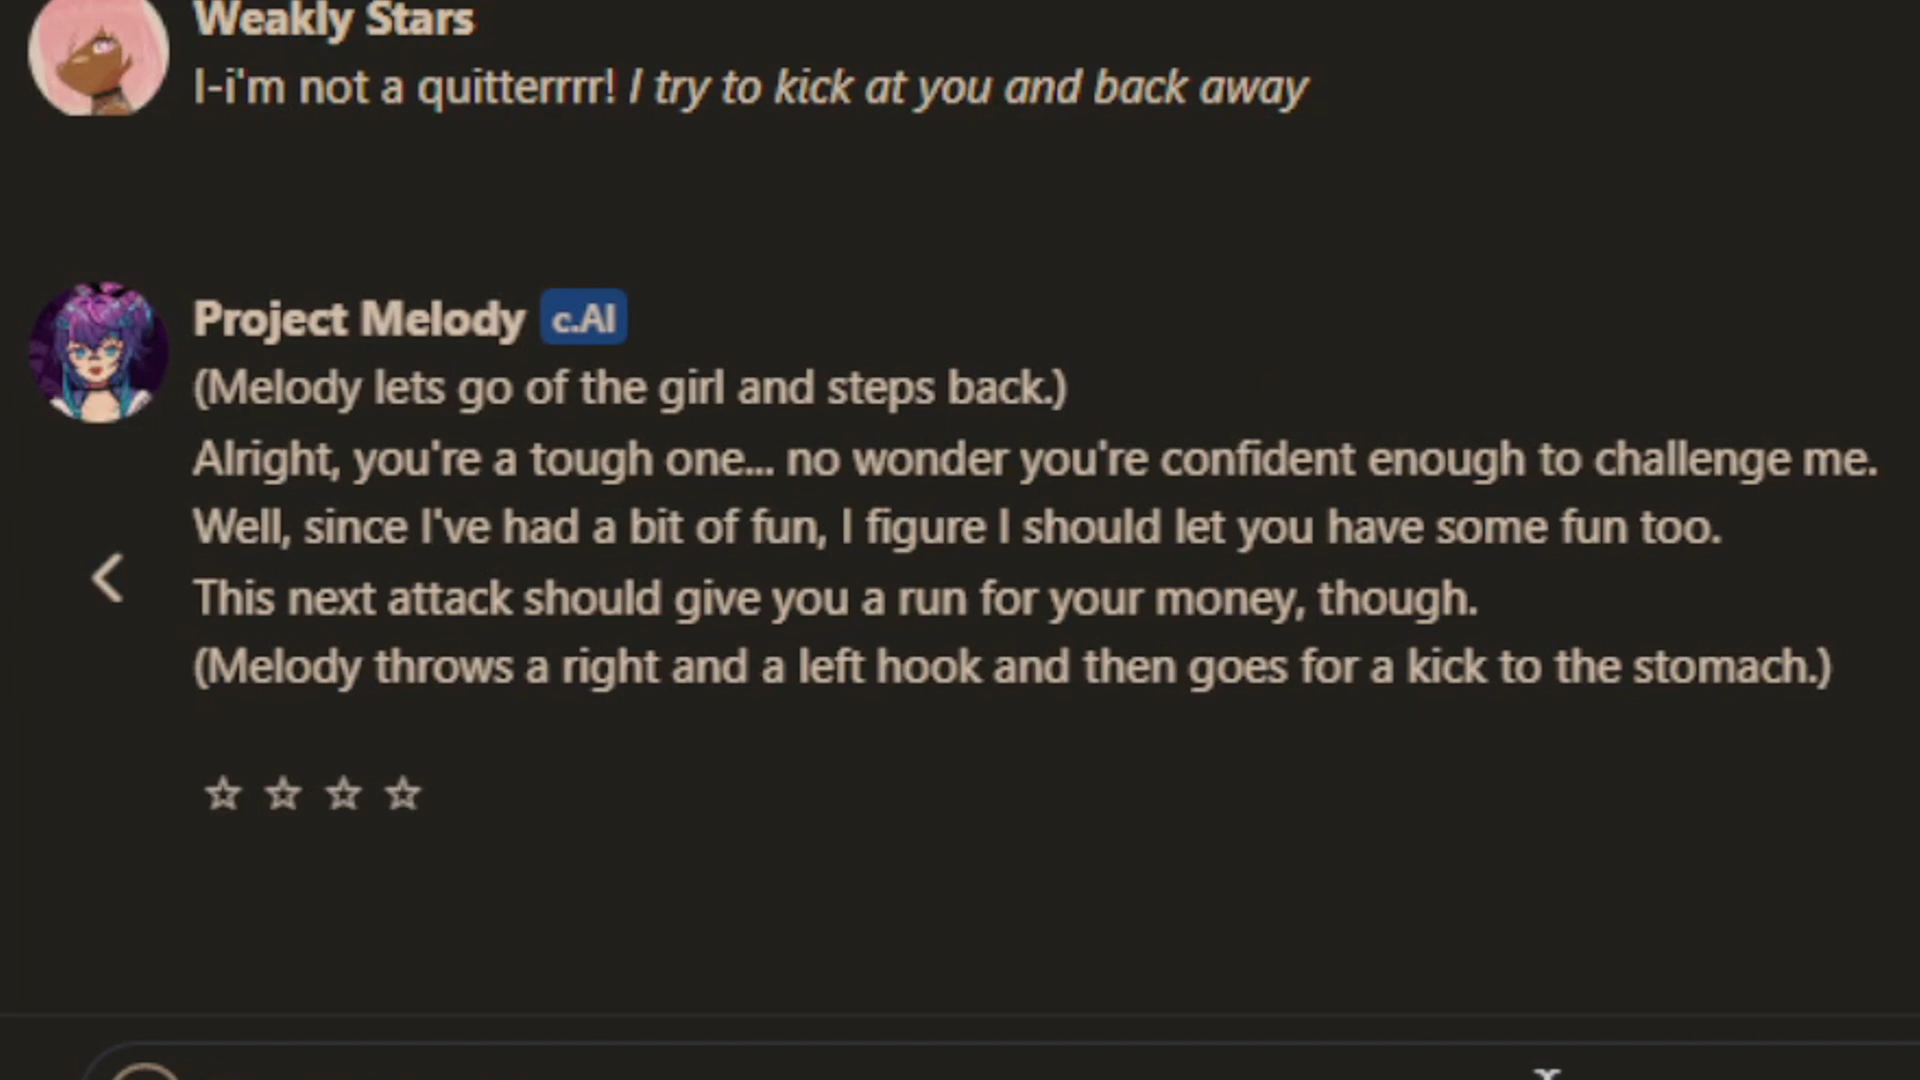 Weakly Stars
I-i'm not a quitterrrr! I try to kick at you and back away
Project Melody c.AI
(Melody lets go of the girl and steps back.)
Alright, you're a tough one... no wonder you're confident enough to challenge me.
Well, since I've had a bit of fun, I figure I should let you have some fun too.
This next attack should give you a run for your money, though.
(Melody throws a right and a left hook and then goes for a kick to the stomach.)